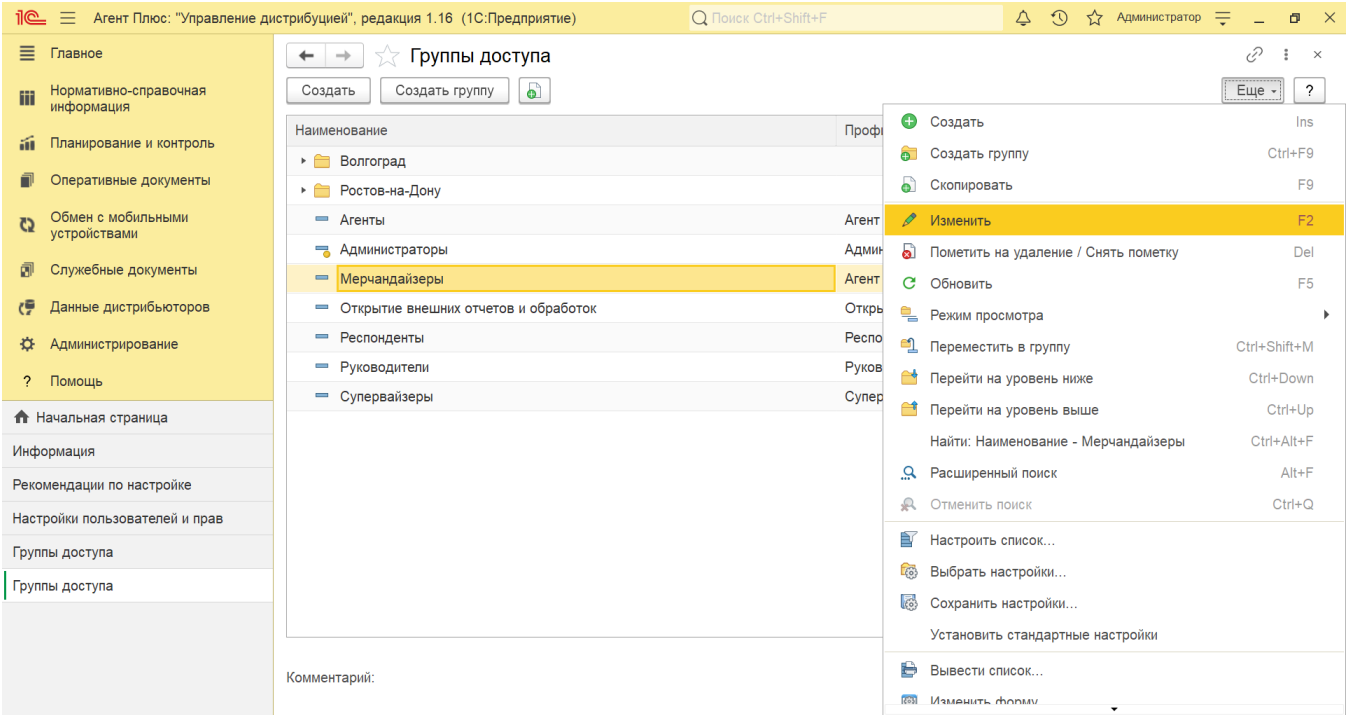 1С Агент Плюс: "Управление дистрибуцией", редакция 1.16 (1С:Предприятие) Поиск Ctrl+Shift+F Администратор
Главное
Нормативно-справочная
информация
Планирование и контроль
Оперативные документы
Обмен с мобильными
устройствами
Служебные документы
Данные дистрибьюторов
Администрирование
? Помощь
Начальная страница
Информация
Рекомендации по настройке
Настройки пользователей и прав
Группы доступа
Группы доступа
Группы доступа
Создать Создать группу Еще ?
Наименование Профи
Волгоград
Ростов-на-Дону
Агенты Агент
Администраторы Админ
Мерчандайзеры Агент
Открытие внешних отчетов и обработок Откры
Респонденты Респо
Руководители Руков
Супервайзеры Супер
Комментарий:
Создать Ins
Создать группу Ctrl+F9
Скопировать F9
Изменить F2
Пометить на удаление / Снять пометку Del
Обновить F5
Режим просмотра
Переместить в группу Ctrl+Shift+M
Перейти на уровень ниже Ctrl+Down
Перейти на уровень выше Ctrl+Up
Найти: Наименование - Мерчандайзеры Ctrl+Alt+F
Расширенный поиск Alt+F
Отменить поиск Ctrl+Q
Настроить список...
Выбрать настройки...
Сохранить настройки...
Установить стандартные настройки
Вывести список...
Изменить форму...